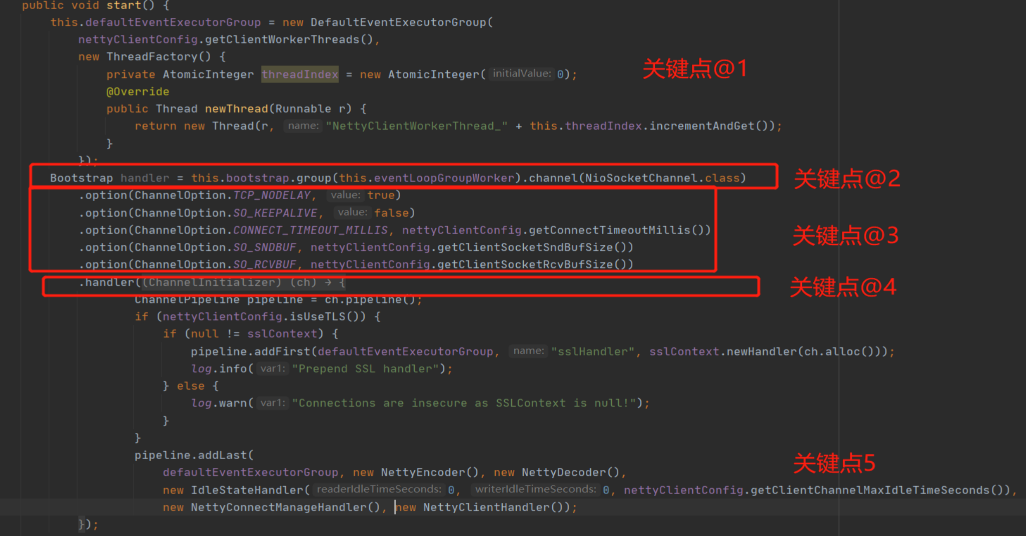 public void start() {
this.defaultEventExecutorGroup = new DefaultEventExecutorGroup(
nettyClientConfig.getClientWorkerThreads(),
new ThreadFactory() {
private AtomicInteger threadIndex = new AtomicInteger( initialValue: 0);
关键点@1
@Override
public Thread newThread(Runnable r) {
return new Thread(r, name: "NettyClientWorkerThread_" + this.threadIndex.incrementAndGet());
}
});
Bootstrap handler = this.bootstrap.group(this.eventLoopGroupWorker).channel(NioSocketChannel.class)
关键点@2
.option(ChannelOption.TCP_NODELAY, value: true)
.option(ChannelOption.SO_KEEPALIVE, value: false)
.option(ChannelOption.CONNECT_TIMEOUT_MILLIS, nettyClientConfig.getConnectTimeoutMillis())
关键点@3
.option(ChannelOption.SO_SNDBUF, nettyClientConfig.getClientSocketSndBufSize())
.option(ChannelOption.SO_RCVBUF, nettyClientConfig.getClientSocketRcvBufSize())
.handler((ChannelInitializer) (ch) → {
关键点@4
ChannelPipeline pipeline = ch.pipeline();
if (nettyClientConfig.isUseTLS()) {
if (null != sslContext) {
pipeline.addFirst(defaultEventExecutorGroup, name: "sslHandler", sslContext.newHandler(ch.alloc()));
log.info( var1: "Prepend SSL handler");
} else {
log.warn( var1: "Connections are insecure as SSLContext is null!");
}
}
pipeline.addLast(
关键点5
defaultEventExecutorGroup, new NettyEncoder(), new NettyDecoder(),
new IdleStateHandler( readerIdleTimeSeconds: 0, writerIdleTimeSeconds: 0, nettyClientConfig.getClientChannelMaxIdleTimeSeconds()),
new NettyConnectManageHandler(), new NettyClientHandler());
});